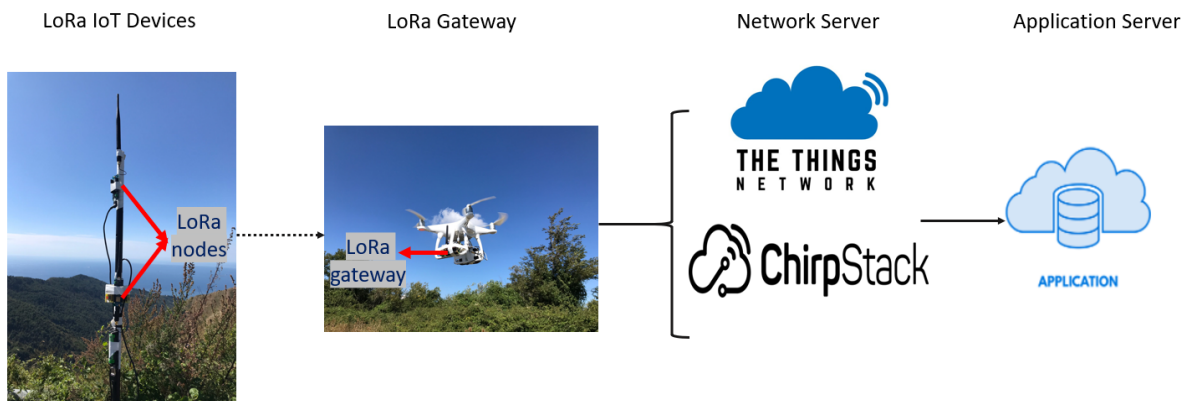 LoRa IoT Devices
LoRa Gateway
Network Server
Application Server
LoRa
nodes
LoRa
gateway
THE THINGS
NETWORK
ChirpStack
APPLICATION